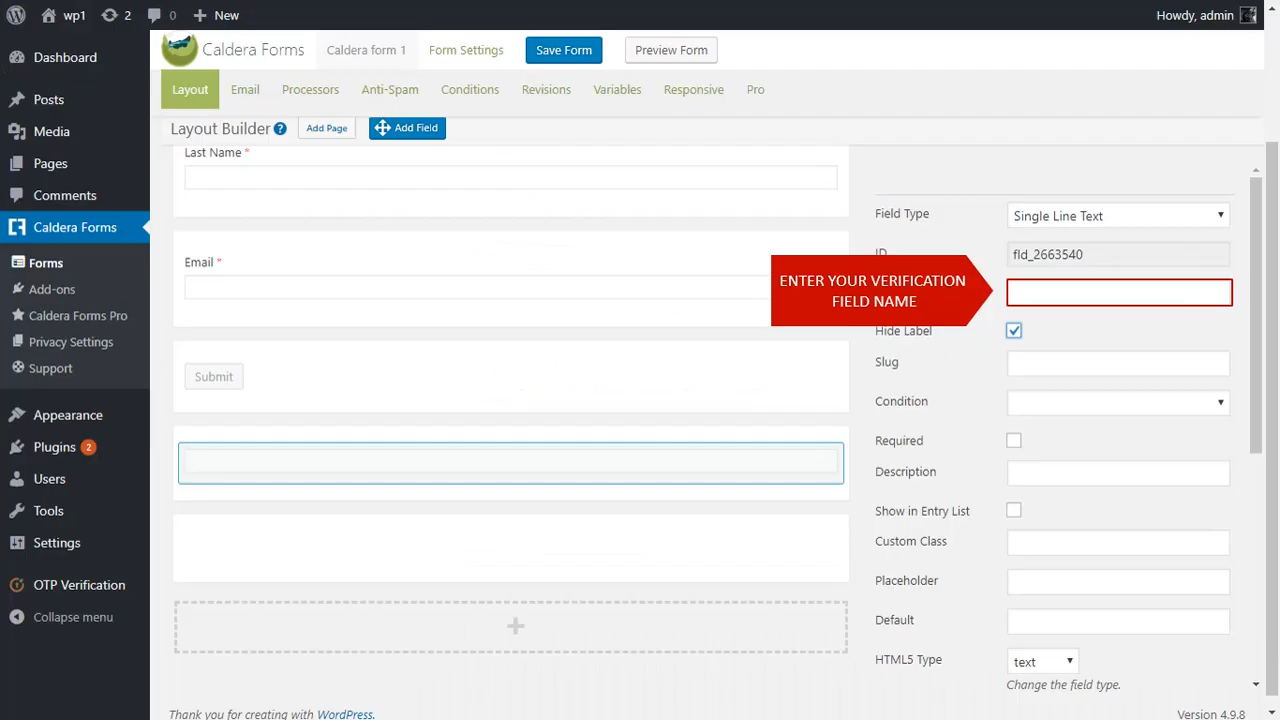 wp1
2
0
New
Howdy, admin
Dashboard
Posts
Media
Pages
Comments
Caldera Forms
Forms
Add-ons
Caldera Forms Pro
Privacy Settings
Support
Appearance
Plugins 2
Users
Tools
Settings
OTP Verification
Collapse menu
Caldera Forms
Caldera form 1
Form Settings
Save Form
Preview Form
Layout
Email
Processors
Anti-Spam
Conditions
Revisions
Variables
Responsive
Pro
Layout Builder ?
Add Page
Add Field
Last Name *
Email *
Submit
+
Field Type
Single Line Text
ID
fld_2663540
ENTER YOUR VERIFICATION
FIELD NAME
Hide Label
Slug
Condition
Required
Description
Show in Entry List
Custom Class
Placeholder
Default
HTML5 Type
text
Change the field type.
Thank you for creating with WordPress.
Version 4.9.8